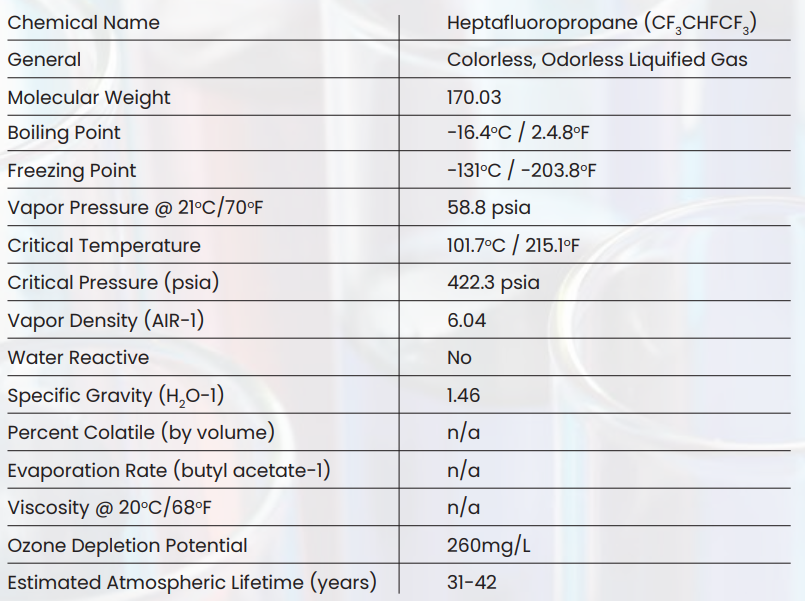 Chemical Name Heptafluoropropane (CF₃CHFCF₃)
General Colorless, Odorless Liquified Gas
Molecular Weight 170.03
Boiling Point -16.4°C / 2.4.8°F
Freezing Point -131°C / -203.8°F
Vapor Pressure @ 21°C/70°F 58.8 psia
Critical Temperature 101.7°C / 215.1°F
Critical Pressure (psia) 422.3 psia
Vapor Density (AIR-1) 6.04
Water Reactive No
Specific Gravity (H₂O-1) 1.46
Percent Colatile (by volume) n/a
Evaporation Rate (butyl acetate-1) n/a
Viscosity @ 20°C/68°F n/a
Ozone Depletion Potential 260mg/L
Estimated Atmospheric Lifetime (years) 31-42